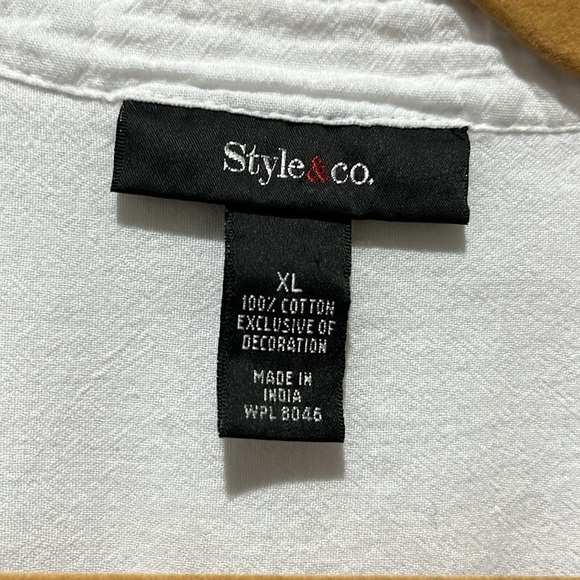 Style&co.
XL
100% COTTON
EXCLUSIVE OF
DECORATION
MADE IN
INDIA
WPL 8046